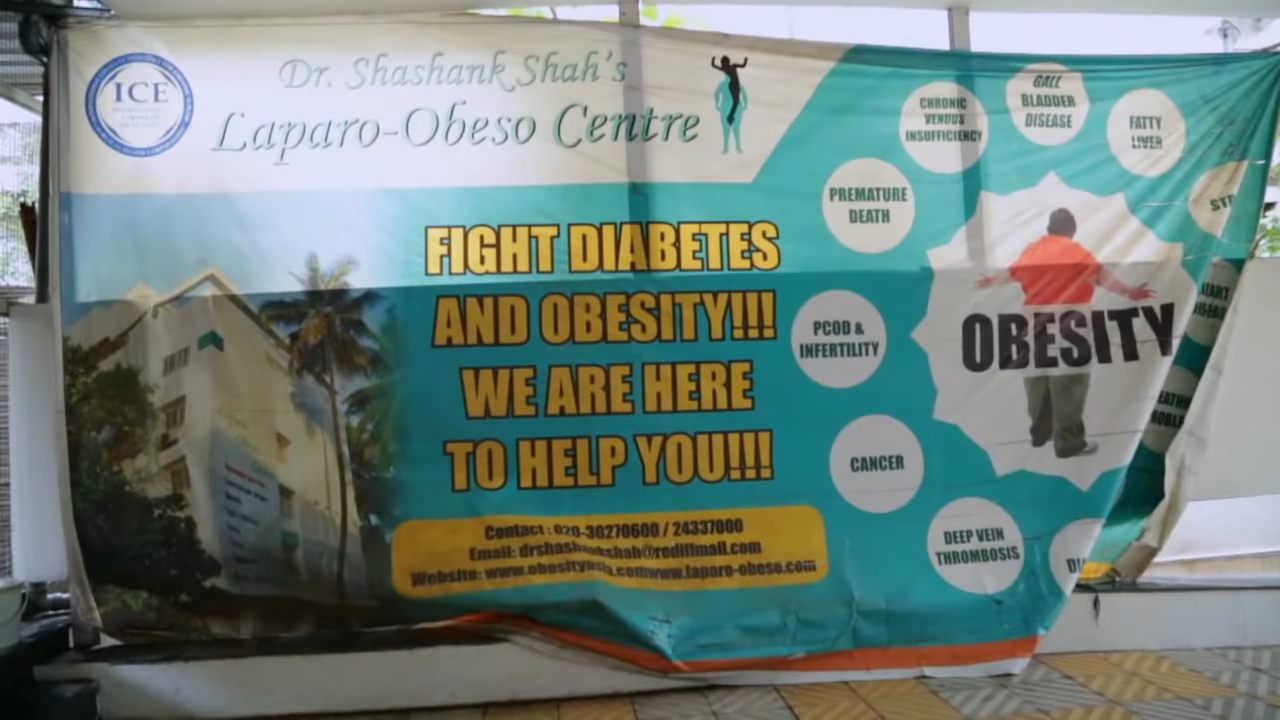 ICE
Dr. Shashank Shah's
Laparo-Obeso Centre
FIGHT DIABETES
AND OBESITY!!!
WE ARE HERE
TO HELP YOU!!!
Contact : 020-30270600 / 24337000
Email: drshashankshah@rediffmail.com
Website: www.obesityasia.comwww.laparo-obeso.com
GALL
BLADDER
DISEASE
CHRONIC
VENOUS
INSUFFICIENCY
FATTY
LIVER
PREMATURE
DEATH
PCOD &
INFERTILITY
OBESITY
CANCER
DEEP VEIN
THROMBOSIS